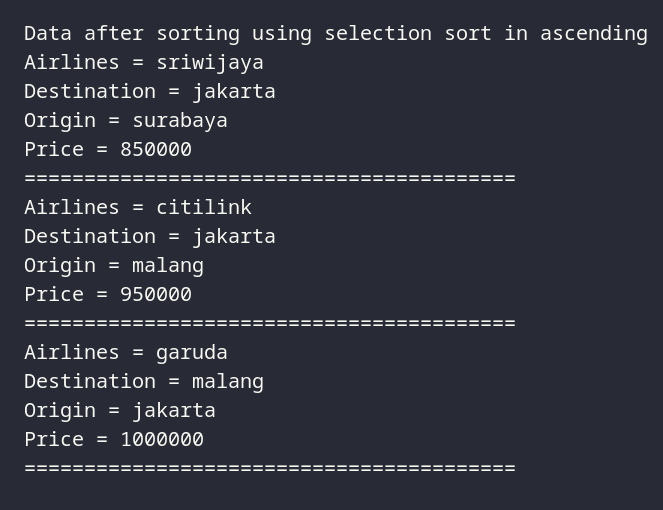 Data after sorting using selection sort in ascending
Airlines = sriwijaya
Destination = jakarta
Origin = surabaya
Price = 850000
=========================================
Airlines = citilink
Destination = jakarta
Origin = malang
Price = 950000
=========================================
Airlines = garuda
Destination = malang
Origin = jakarta
Price = 1000000
=========================================